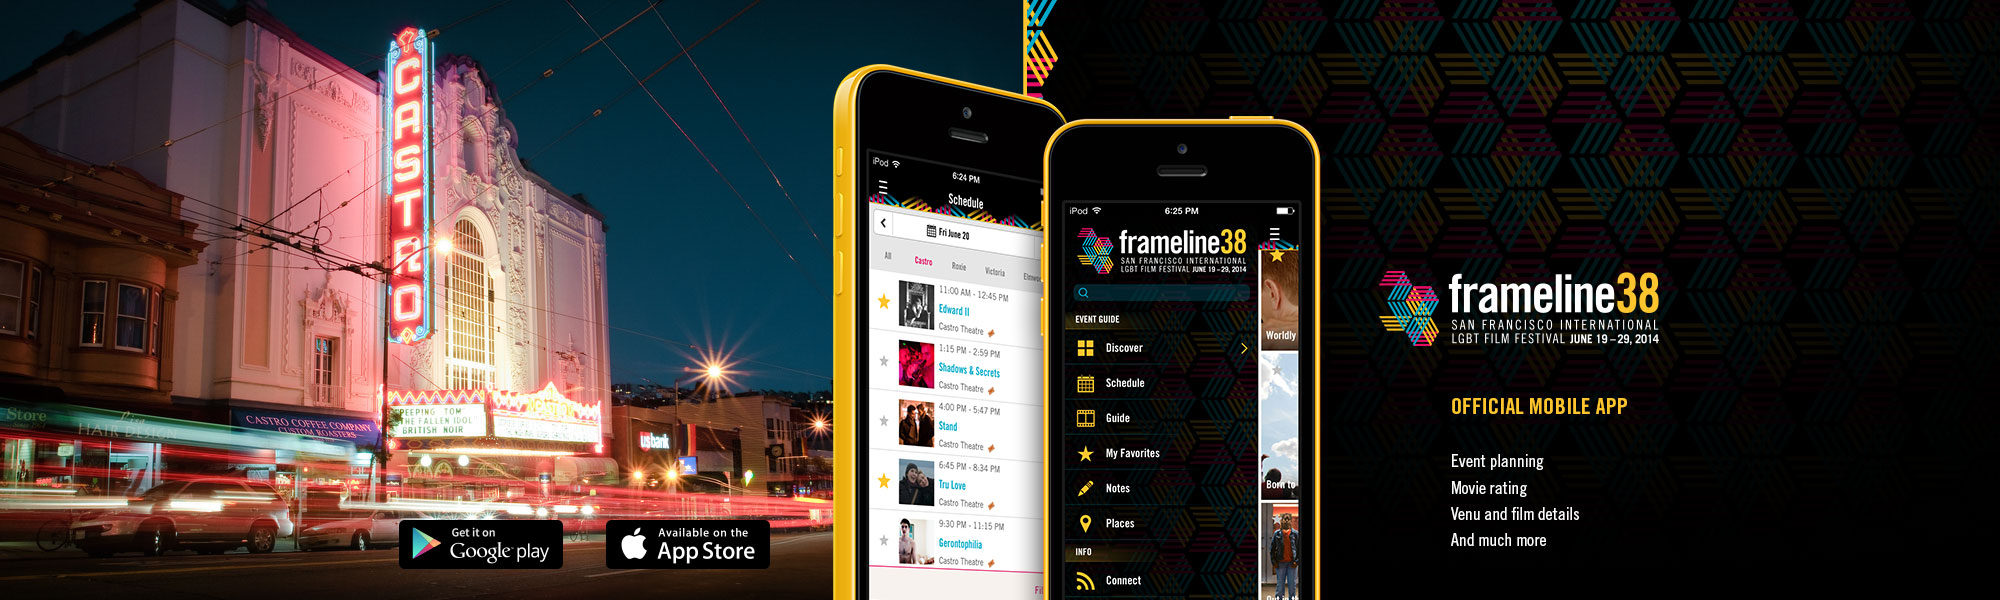 CASTRO
Store
HAIR
CASTRO COFFEE COMPANY
CUSTOM ROASTERS
PEEPING TOM
THE FALLEN IDOL
BRITISH NOIR
usbank
Get it on
Google play
Available on the
App Store
iPod
6:24 PM
Schedule
Fri June 20
All Castro Roxie Victoria
11:00 AM - 12:45 PM
Edward II
Castro Theatre
1:15 PM - 2:59 PM
Shadows & Secrets
Castro Theatre
4:00 PM - 5:47 PM
Stand
Castro Theatre
6:45 PM - 8:34 PM
Tru Love
Castro Theatre
9:30 PM - 11:15 PM
Gerontophilia
Castro Theatre
iPod 6:25 PM
frameline38
SAN FRANCISCO INTERNATIONAL
LGBT FILM FESTIVAL JUNE 19 – 29, 2014
EVENT GUIDE
Discover
Schedule
Guide
My Favorites
Notes
Places
INFO
Connect
Worldly
Born to
frameline38
SAN FRANCISCO INTERNATIONAL
LGBT FILM FESTIVAL JUNE 19 – 29, 2014
OFFICIAL MOBILE APP
Event planning
Movie rating
Venu and film details
And much more